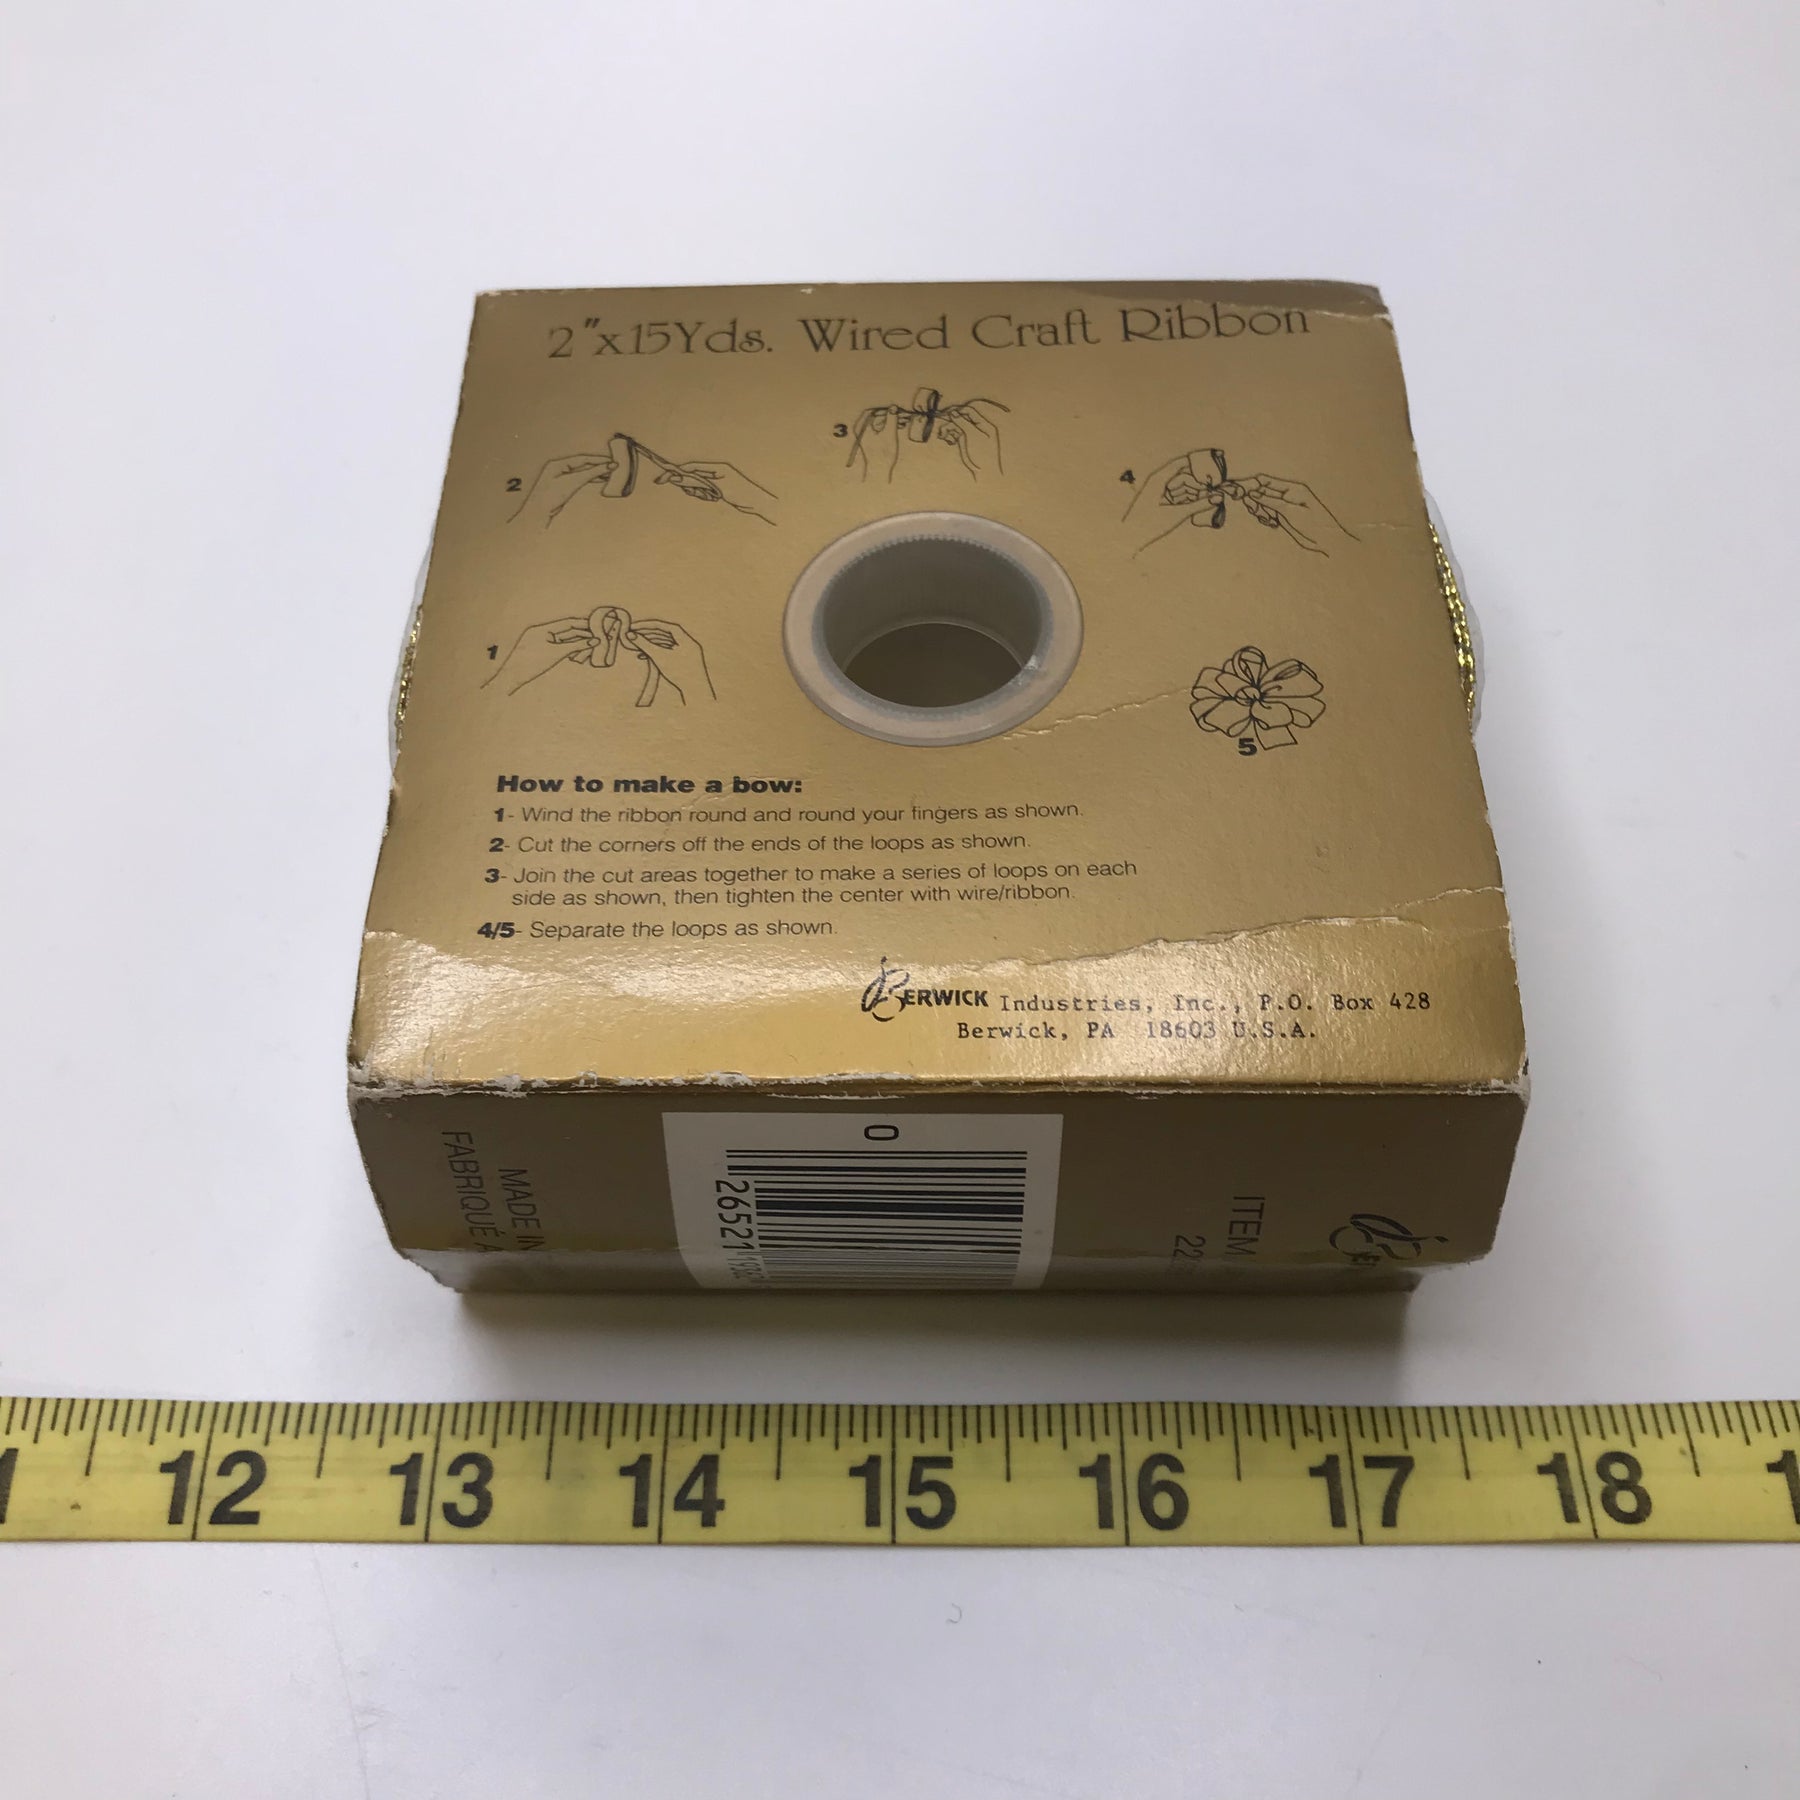 2"x15Yds. Wired Craft Ribbon
3
2
4
1
5
How to make a bow:
1- Wind the ribbon round and round your fingers as shown.
2- Cut the corners off the ends of the loops as shown.
3- Join the cut areas together to make a series of loops on each
side as shown, then tighten the center with wire/ribbon.
4/5- Separate the loops as shown.
BERWICK Industries, Inc., P.O. Box 428
Berwick, PA 18603 U.S.A.
MADE IN
FABRIQUÉ A
0
26521
ITEM
12 13 14 15 16 17 18